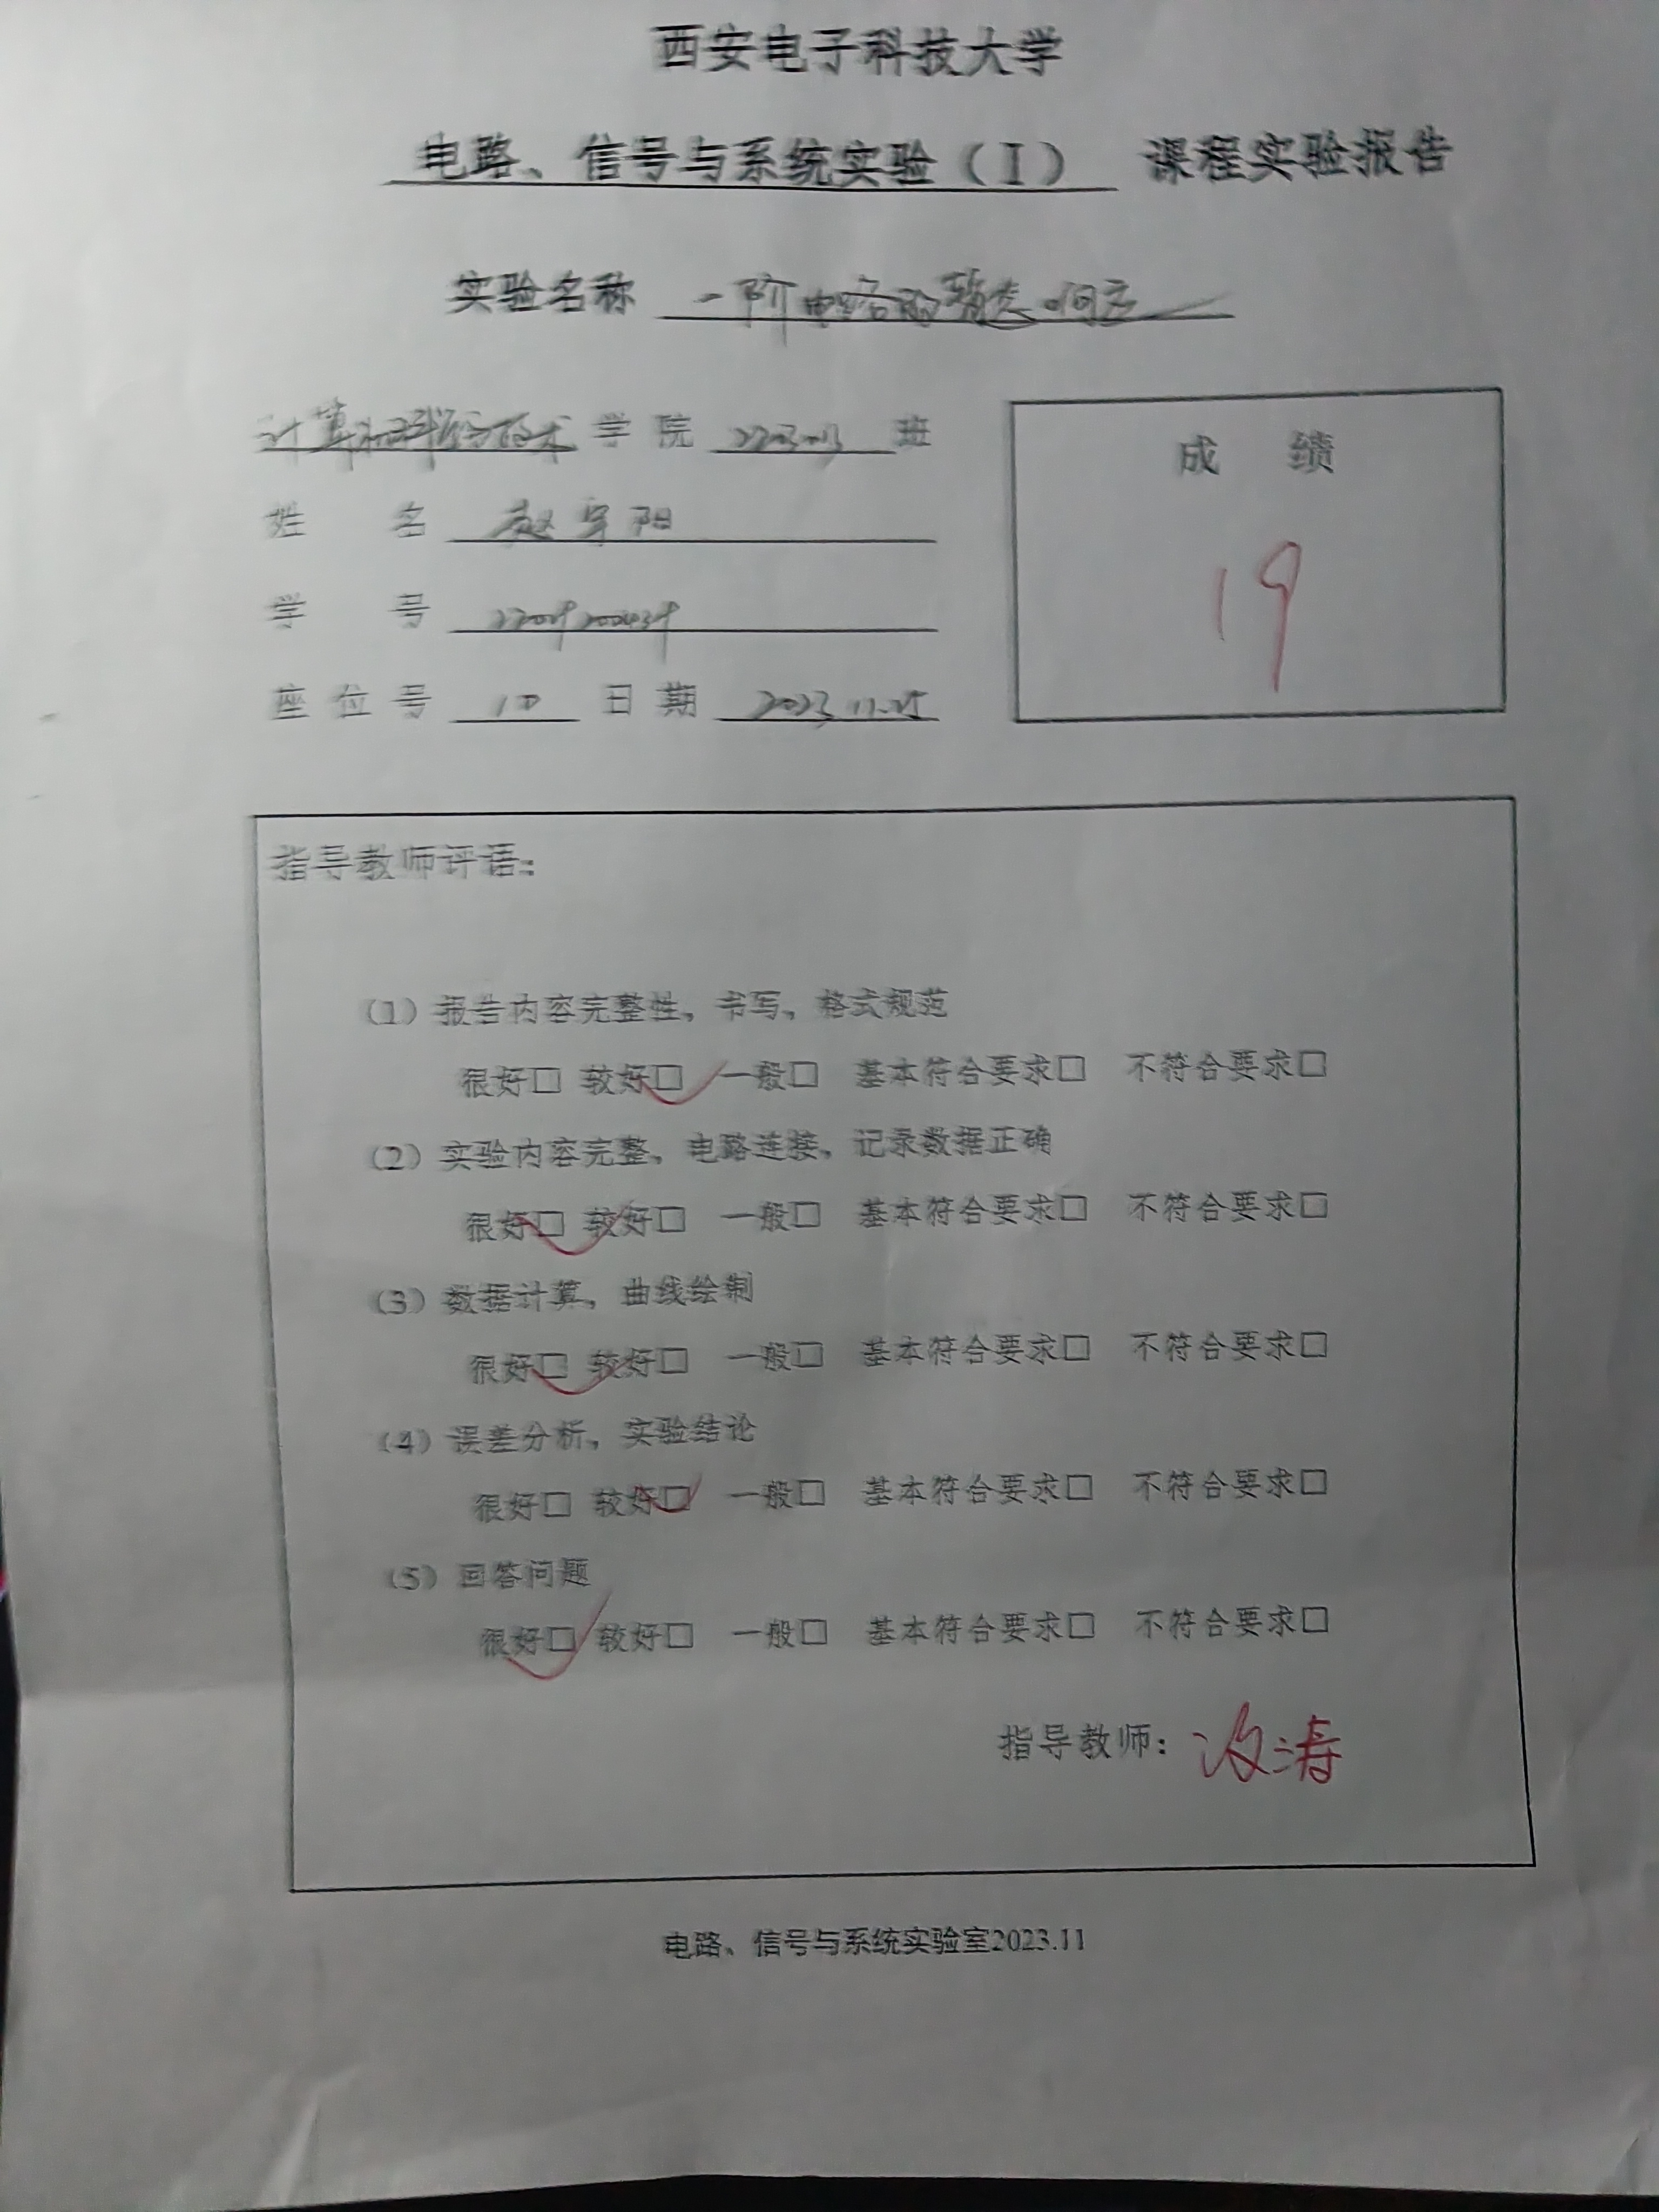 西安电子科技大学
电路、信号与系统实验(Ⅰ) 课程实验报告
实验名称 一阶电路的暂态响应
计算机科学与技术 学院 2203013 班
成 绩
姓 名 赵宇阳
19
学 号
座位号 10 日期 2023.11.25
指导教师评语:
(1)报告内容完整性,书写,格式规范
很好□ 较好□ 一般□ 基本符合要求□ 不符合要求□
(2)实验内容完整,电路连接,记录数据正确
很好□ 较好□ 一般□ 基本符合要求□ 不符合要求□
(3)数据计算,曲线绘制
很好□ 较好□ 一般□ 基本符合要求□ 不符合要求□
(4)误差分析,实验结论
很好□ 较好□ 一般□ 基本符合要求□ 不符合要求□
(5)回答问题
很好□ 较好□ 一般□ 基本符合要求□ 不符合要求□
指导教师:
电路、信号与系统实验室2023.11